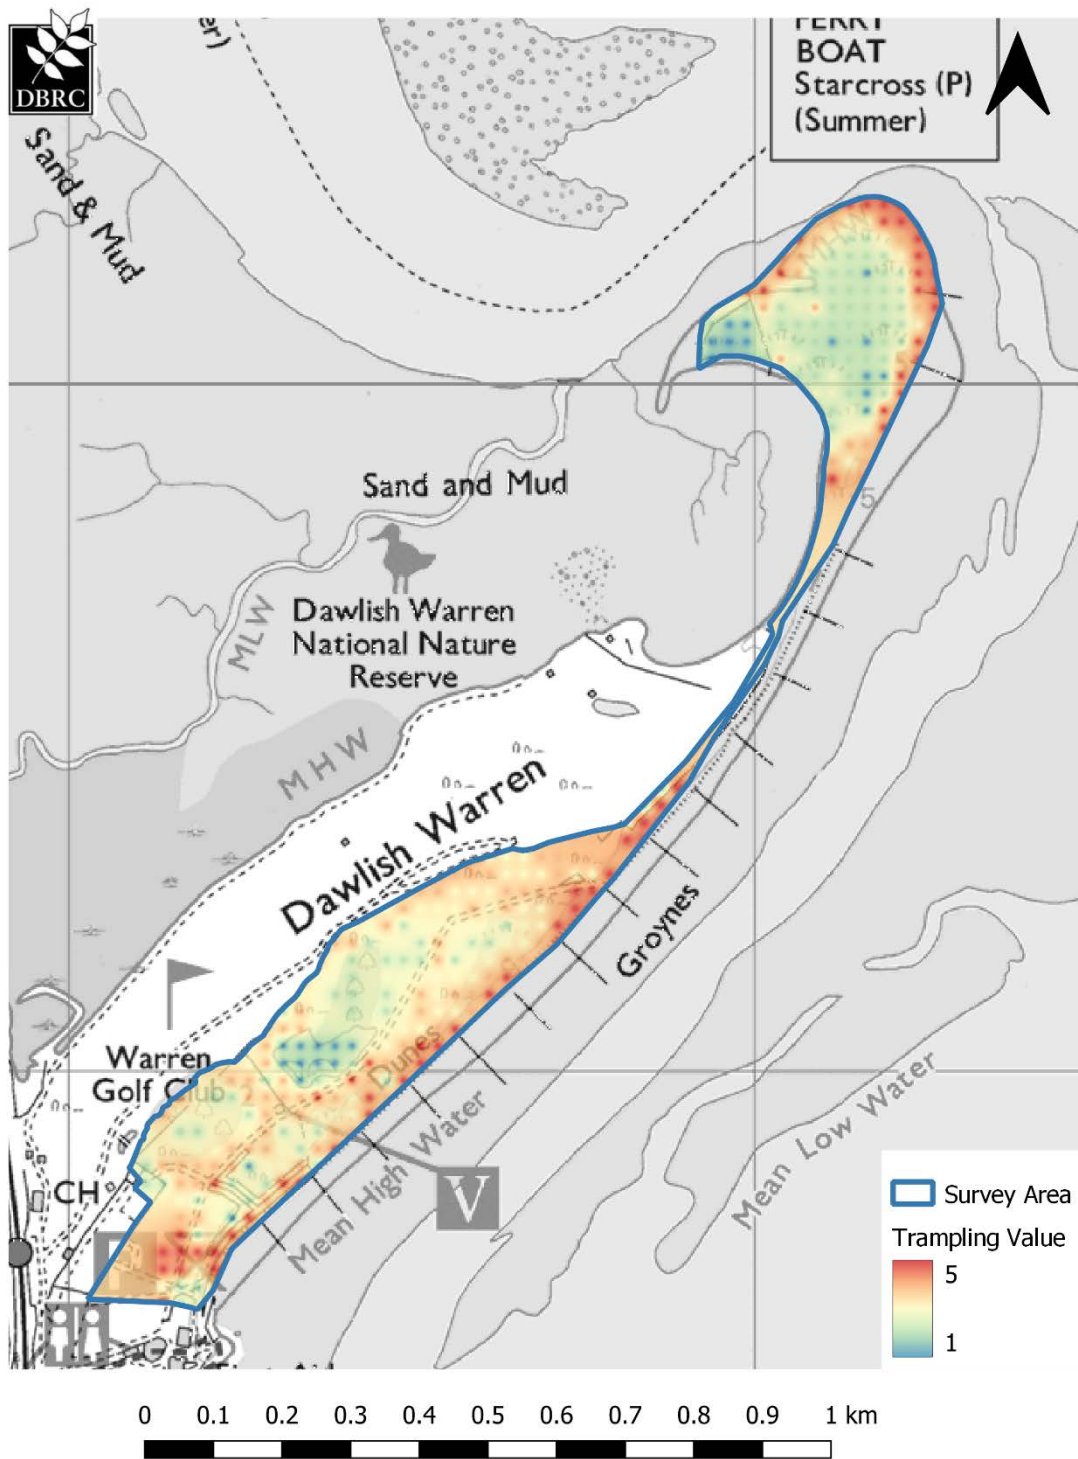 DBRC
er)
FERRY
BOAT
Starcross (P)
(Summer)
Sand & Mud
MHW
5
Sand and Mud
Dawlish Warren
National Nature
Reserve
MLW
MHW
Dawlish Warren
Groynes
Dunes
Warren
Golf Club
Mean High Water
Mean Low Water
CH
V
P
Survey Area
Trampling Value
5
1
0 0.1 0.2 0.3 0.4 0.5 0.6 0.7 0.8 0.9 1 km